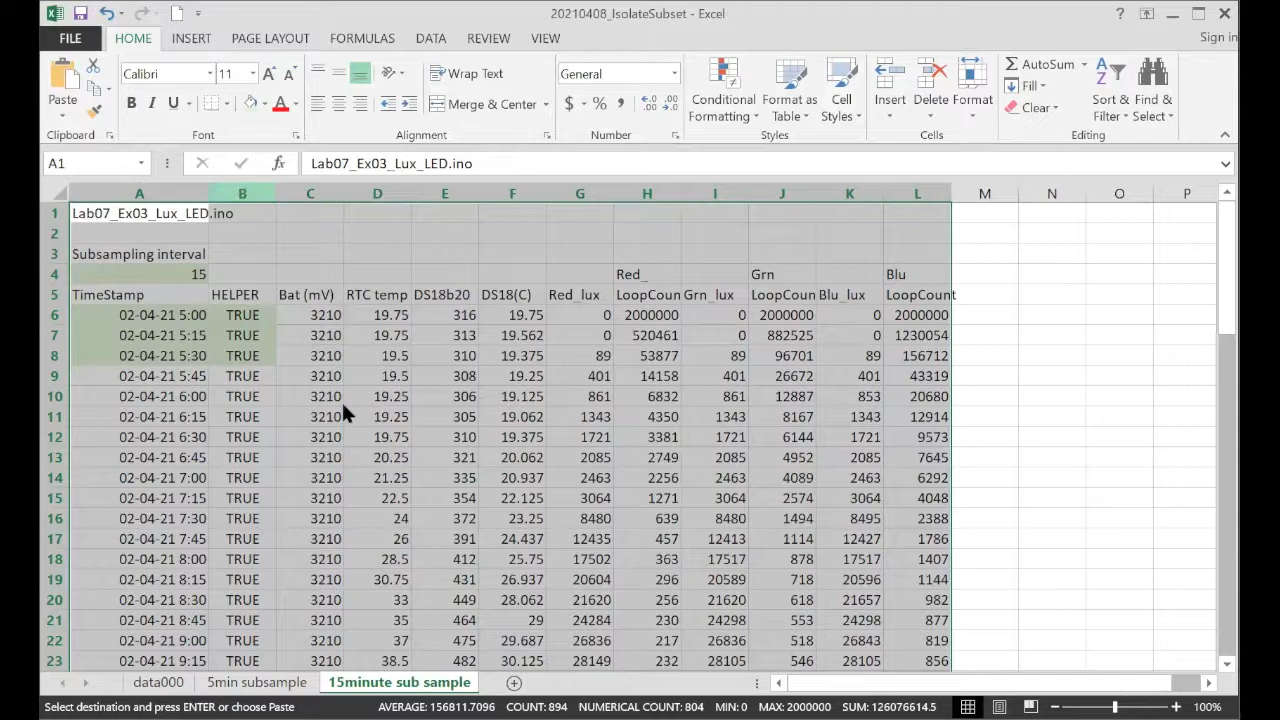 20210408_IsolateSubset - Excel
?
Sign in
FILE HOME INSERT PAGE LAYOUT FORMULAS DATA REVIEW VIEW
Paste
Calibri 11 A A
B I U A
Wrap Text
Merge & Center
General
$ % ,
Conditional Formatting
Format as Table
Cell Styles
Insert Delete Format
AutoSum
Fill
Clear
Sort & Filter
Find & Select
Clipboard Font Alignment Number Styles Cells Editing
A1 fx Lab07_Ex03_Lux_LED.ino
A B C D E F G H I J K L M N O P
1 Lab07_Ex03_Lux_LED.ino
2
3 Subsampling interval
4 15 Red_ Grn Blu
5 TimeStamp HELPER Bat (mV) RTC temp DS18b20 DS18(C) Red_lux LoopCoun Grn_lux LoopCoun Blu_lux LoopCount
6 02-04-21 5:00 TRUE 3210 19.75 316 19.75 0 2000000 0 2000000 0 2000000
7 02-04-21 5:15 TRUE 3210 19.75 313 19.562 0 520461 0 882525 0 1230054
8 02-04-21 5:30 TRUE 3210 19.5 310 19.375 89 53877 89 96701 89 156712
9 02-04-21 5:45 TRUE 3210 19.5 308 19.25 401 14158 401 26672 401 43319
10 02-04-21 6:00 TRUE 3210 19.25 306 19.125 861 6832 861 12887 853 20680
11 02-04-21 6:15 TRUE 3210 19.25 305 19.062 1343 4350 1343 8167 1343 12914
12 02-04-21 6:30 TRUE 3210 19.75 310 19.375 1721 3381 1721 6144 1721 9573
13 02-04-21 6:45 TRUE 3210 20.25 321 20.062 2085 2749 2085 4952 2085 7645
14 02-04-21 7:00 TRUE 3210 21.25 335 20.937 2463 2256 2463 4089 2463 6292
15 02-04-21 7:15 TRUE 3210 22.5 354 22.125 3064 1271 3064 2574 3064 4048
16 02-04-21 7:30 TRUE 3210 24 372 23.25 8480 639 8480 1494 8495 2388
17 02-04-21 7:45 TRUE 3210 26 391 24.437 12435 457 12413 1114 12427 1786
18 02-04-21 8:00 TRUE 3210 28.5 412 25.75 17502 363 17517 878 17502 1407
19 02-04-21 8:15 TRUE 3210 30.75 431 26.937 20604 296 20589 718 20596 1144
20 02-04-21 8:30 TRUE 3210 33 449 28.062 21620 256 21620 618 21657 982
21 02-04-21 8:45 TRUE 3210 35 464 29 24284 230 24298 553 24298 877
22 02-04-21 9:00 TRUE 3210 37 475 29.687 26836 217 26836 518 26843 819
23 02-04-21 9:15 TRUE 3210 38.5 482 30.125 28149 232 28105 546 28105 856
data000 5min subsample 15minute sub sample
Select destination and press ENTER or choose Paste AVERAGE: 156811.7096 COUNT: 894 NUMERICAL COUNT: 804 MIN: 0 MAX: 2000000 SUM: 126076614.5 100%